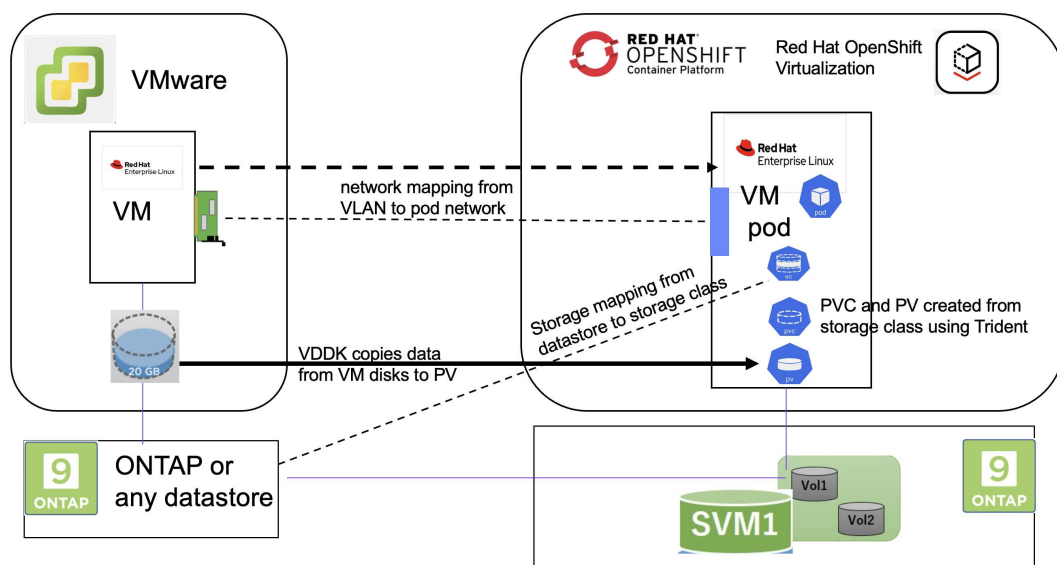 VMware
RED HAT®
OPENSHIFT
Container Platform
Red Hat OpenShift
Virtualization
Red Hat
Enterprise Linux
VM
network mapping from
VLAN to pod network
Red Hat
Enterprise Linux
VM
pod
pod
Storage mapping from
datastore to storage class
sc
pvc
PVC and PV created from
storage class using Trident
20 GB
VDDK copies data
from VM disks to PV
pv
9
ONTAP
ONTAP or
any datastore
SVM1
Vol1
Vol2
9
ONTAP